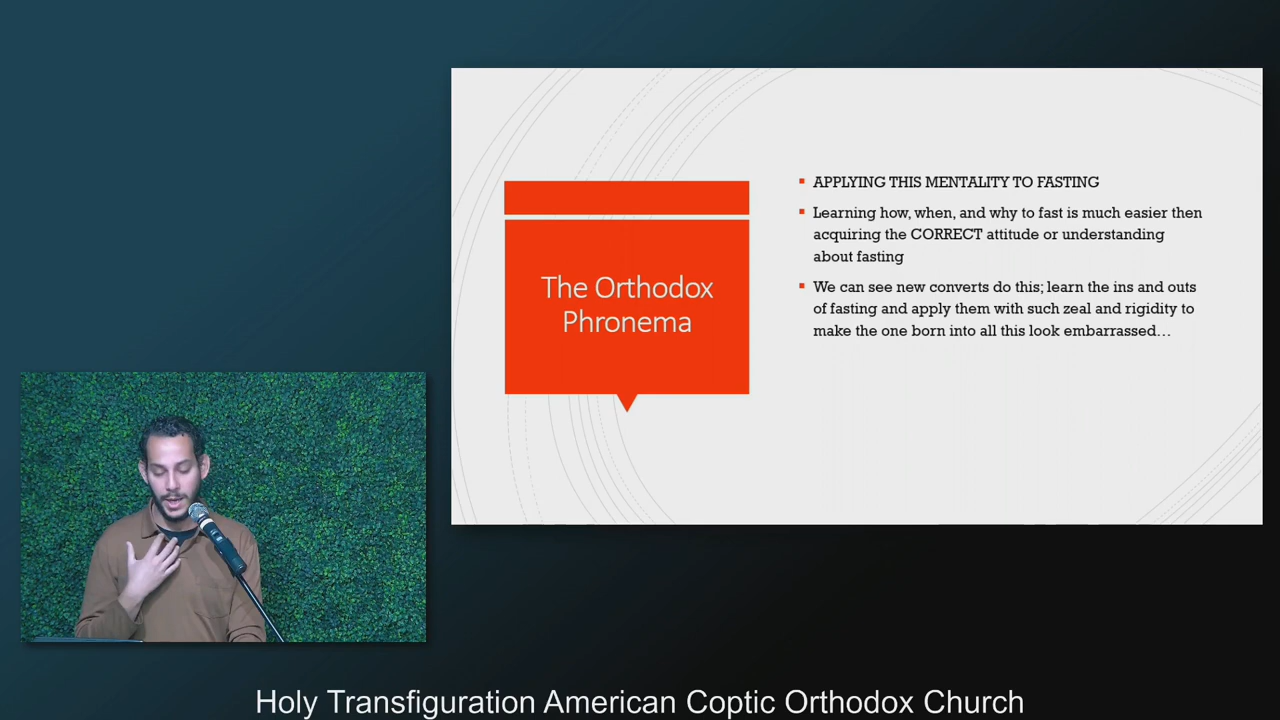 The Orthodox
Phronema
APPLYING THIS MENTALITY TO FASTING
Learning how, when, and why to fast is much easier then
acquiring the CORRECT attitude or understanding
about fasting
We can see new converts do this; learn the ins and outs
of fasting and apply them with such zeal and rigidity to
make the one born into all this look embarrassed…
Holy Transfiguration American Coptic Orthodox Church